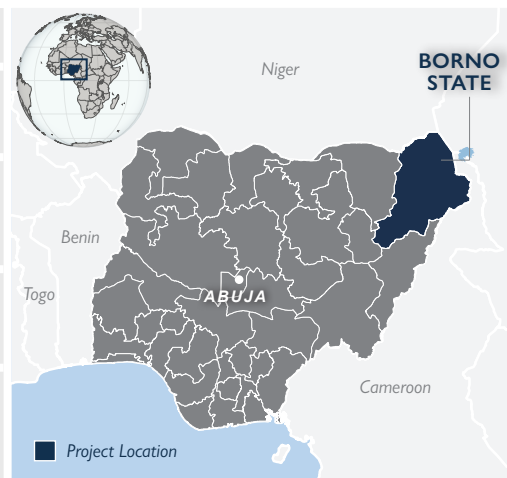 Niger
BORNO
STATE
Benin
Togo
ABUJA
Cameroon
Project Location